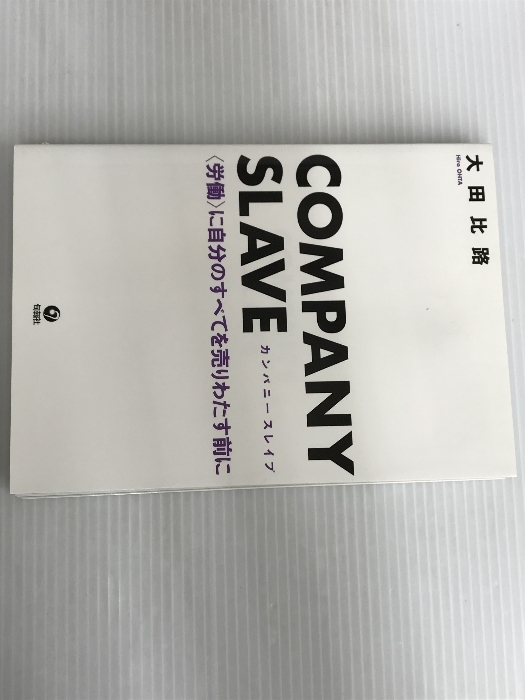 大田比路
Hiro OHTA
COMPANY
SLAVE
カンパニー スレイブ
〈労働〉に自分のすべてを売りわたす前に